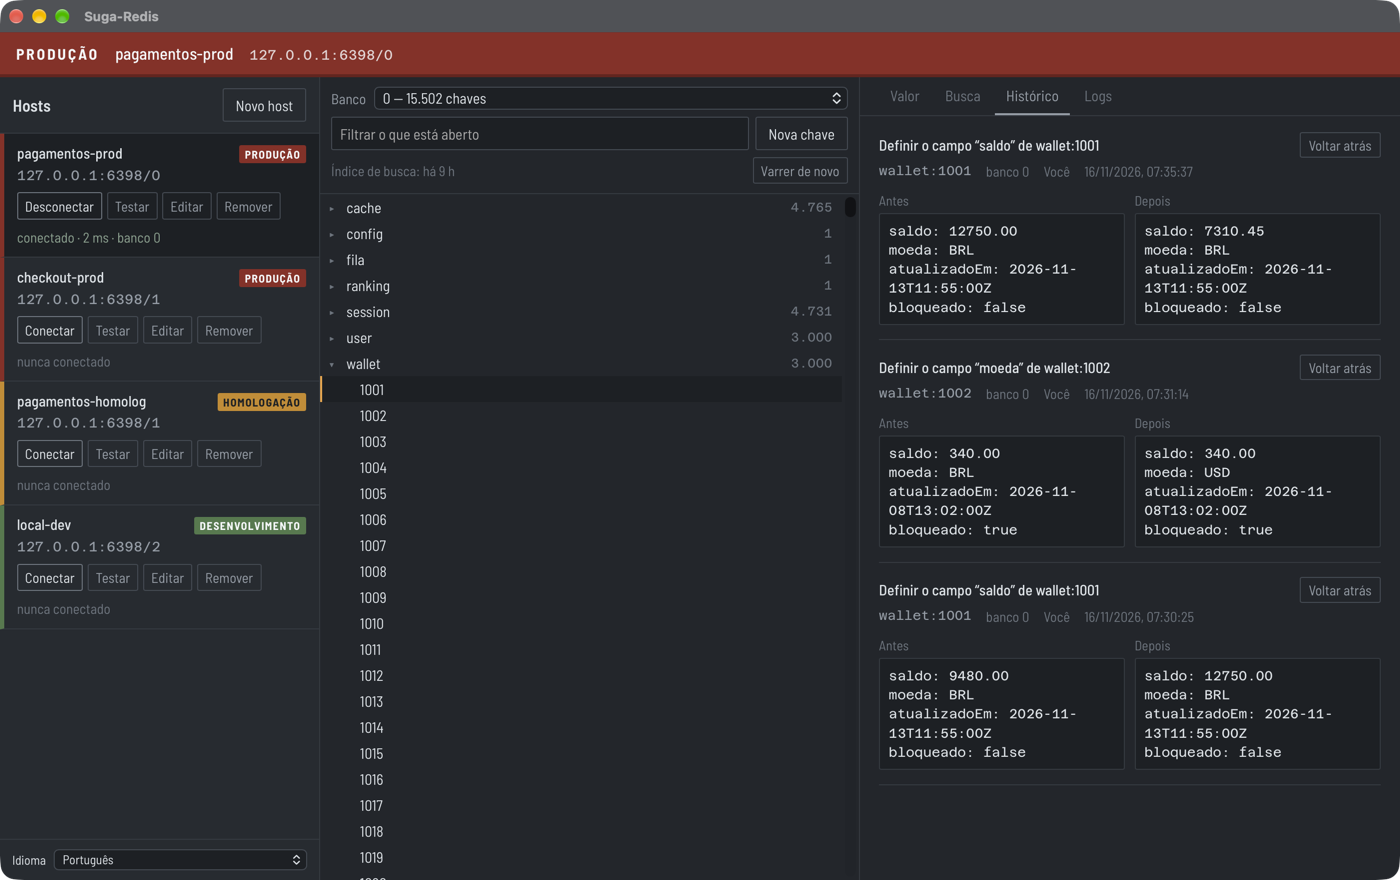 Suga-Redis
PRODUÇÃO pagamentos-prod 127.0.0.1:6398/0
Hosts
Novo host
pagamentos-prod PRODUÇÃO
127.0.0.1:6398/0
Desconectar Testar Editar Remover
conectado · 2 ms · banco 0
checkout-prod PRODUÇÃO
127.0.0.1:6398/1
Conectar Testar Editar Remover
nunca conectado
pagamentos-homolog HOMOLOGAÇÃO
127.0.0.1:6398/1
Conectar Testar Editar Remover
nunca conectado
local-dev DESENVOLVIMENTO
127.0.0.1:6398/2
Conectar Testar Editar Remover
nunca conectado
Idioma Português
Banco 0 — 15.502 chaves
Filtrar o que está aberto Nova chave
Índice de busca: há 9 h Varrer de novo
cache 4.765
config 1
fila 1
ranking 1
session 4.731
user 3.000
wallet 3.000
1001
1002
1003
1004
1005
1006
1007
1008
1009
1010
1011
1012
1013
1014
1015
1016
1017
1018
1019
Valor Busca Histórico Logs
Definir o campo “saldo” de wallet:1001 Voltar atrás
wallet:1001 banco 0 Você 16/11/2026, 07:35:37
Antes
saldo: 12750.00
moeda: BRL
atualizadoEm: 2026-11-
13T11:55:00Z
bloqueado: false
Depois
saldo: 7310.45
moeda: BRL
atualizadoEm: 2026-11-
13T11:55:00Z
bloqueado: false
Definir o campo “moeda” de wallet:1002 Voltar atrás
wallet:1002 banco 0 Você 16/11/2026, 07:31:14
Antes
saldo: 340.00
moeda: BRL
atualizadoEm: 2026-11-
08T13:02:00Z
bloqueado: true
Depois
saldo: 340.00
moeda: USD
atualizadoEm: 2026-11-
08T13:02:00Z
bloqueado: true
Definir o campo “saldo” de wallet:1001 Voltar atrás
wallet:1001 banco 0 Você 16/11/2026, 07:30:25
Antes
saldo: 9480.00
moeda: BRL
atualizadoEm: 2026-11-
13T11:55:00Z
bloqueado: false
Depois
saldo: 12750.00
moeda: BRL
atualizadoEm: 2026-11-
13T11:55:00Z
bloqueado: false